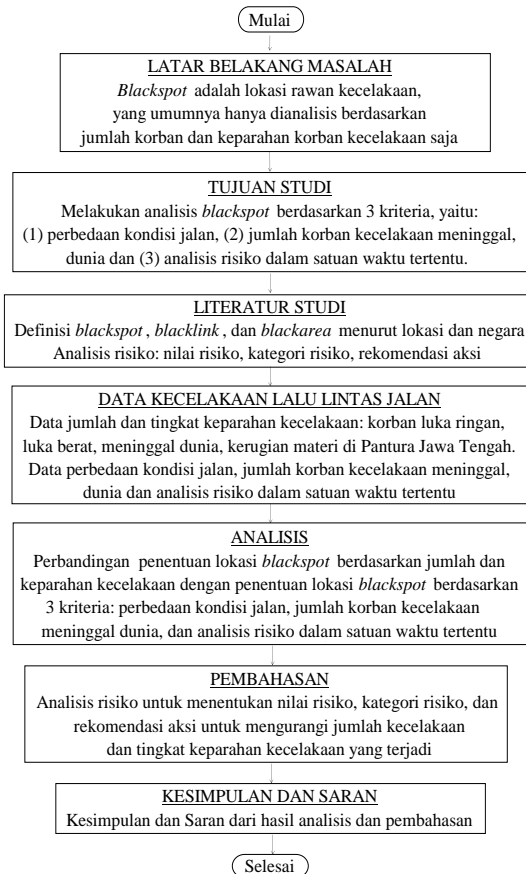 Mulai
LATAR BELAKANG MASALAH
Blackspot adalah lokasi rawan kecelakaan,
yang umumnya hanya dianalisis berdasarkan
jumlah korban dan keparahan korban kecelakaan saja
TUJUAN STUDI
Melakukan analisis blackspot berdasarkan 3 kriteria, yaitu:
(1) perbedaan kondisi jalan, (2) jumlah korban kecelakaan meninggal,
dunia dan (3) analisis risiko dalam satuan waktu tertentu.
LITERATUR STUDI
Definisi blackspot, blacklink, dan blackarea menurut lokasi dan negara
Analisis risiko: nilai risiko, kategori risiko, rekomendasi aksi
DATA KECELAKAAN LALU LINTAS JALAN
Data jumlah dan tingkat keparahan kecelakaan: korban luka ringan,
luka berat, meninggal dunia, kerugian materi di Pantura Jawa Tengah.
Data perbedaan kondisi jalan, jumlah korban kecelakaan meninggal,
dunia dan analisis risiko dalam satuan waktu tertentu
ANALISIS
Perbandingan penentuan lokasi blackspot berdasarkan jumlah dan
keparahan kecelakaan dengan penentuan lokasi blackspot berdasarkan
3 kriteria: perbedaan kondisi jalan, jumlah korban kecelakaan
meninggal dunia, dan analisis risiko dalam satuan waktu tertentu
PEMBAHASAN
Analisis risiko untuk menentukan nilai risiko, kategori risiko, dan
rekomendasi aksi untuk mengurangi jumlah kecelakaan
dan tingkat keparahan kecelakaan yang terjadi
KESIMPULAN DAN SARAN
Kesimpulan dan Saran dari hasil analisis dan pembahasan
Selesai